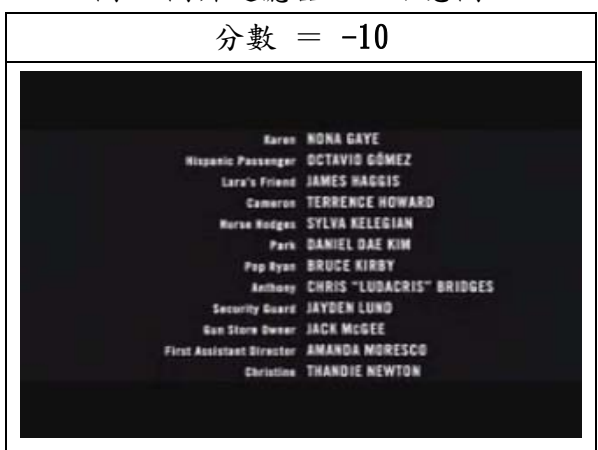 分數 = -10
Karen NONA GAYE
Hispanic Passenger OCTAVIO GÓMEZ
Lara's Friend JAMES HAGGIS
Cameron TERRENCE HOWARD
Nurse Hodges SYLVA KELEGIAN
Park DANIEL DAE KIM
Pop Ryan BRUCE KIRBY
Anthony CHRIS "LUDACRIS" BRIDGES
Security Guard JAYDEN LUND
Gun Store Owner JACK McGEE
First Assistant Director AMANDA MORESCO
Christine THANDIE NEWTON